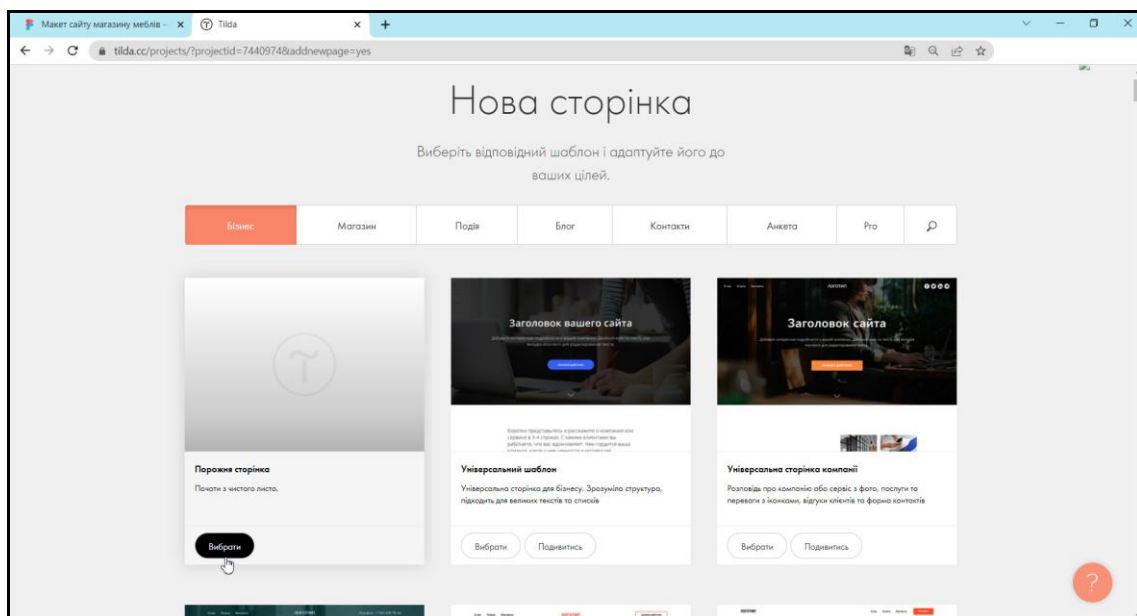 Макет сайту магазину меблів –
Tilda
tilda.cc/projects/?projectid=7440974&addnewpage=yes
Нова сторінка
Виберіть відповідний шаблон і адаптуйте його до
ваших цілей.
Бізнес
Магазин
Подія
Блог
Контакти
Анкета
Pro
Заголовок вашего сайта
ЛОГОТИП
Заголовок сайта
Порожня сторінка
Почати з чистого листа.
Вибрати
Універсальний шаблон
Універсальна сторінка для бізнесу. Зрозуміла структура,
підходить для великих текстів та списків
Вибрати
Подивитись
Універсальна сторінка компанії
Розповідь про компанію або сервіс з фото, послуги та
переваги з іконками, відгуки клієнтів та форма контактів
Вибрати
Подивитись
?